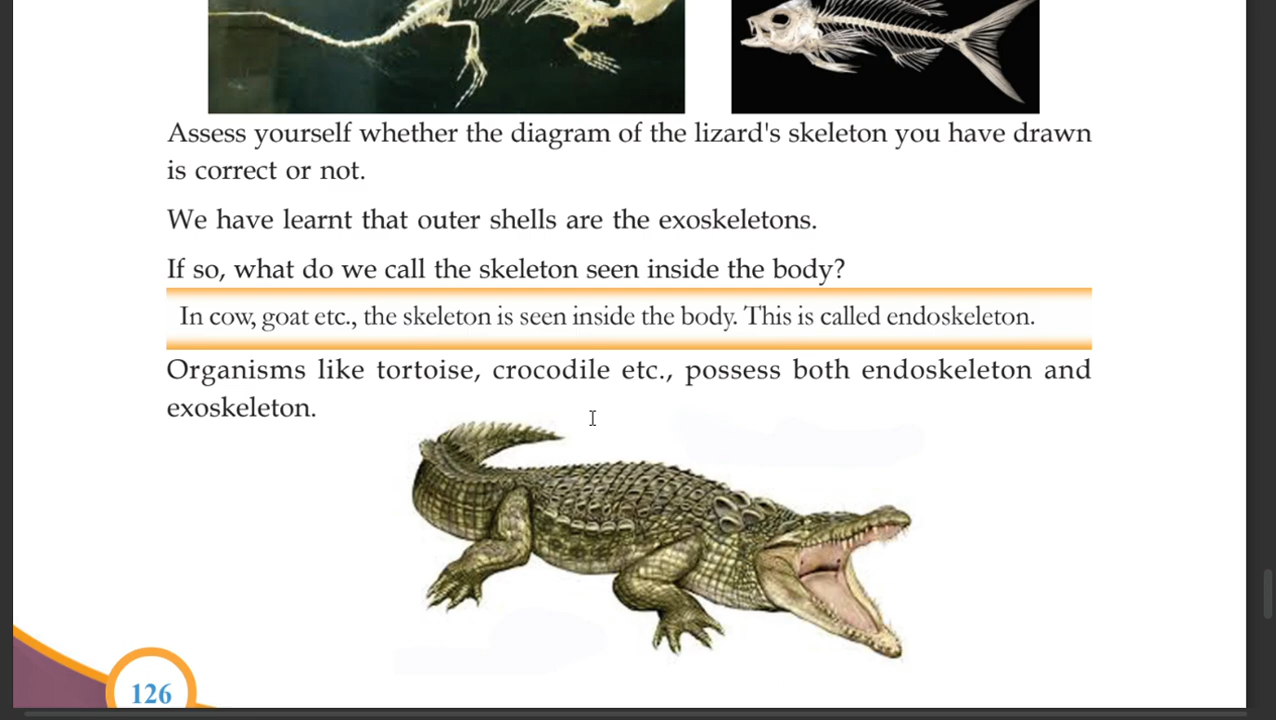 Assess yourself whether the diagram of the lizard's skeleton you have drawn
is correct or not.
We have learnt that outer shells are the exoskeletons.
If so, what do we call the skeleton seen inside the body?
In cow, goat etc., the skeleton is seen inside the body. This is called endoskeleton.
Organisms like tortoise, crocodile etc., possess both endoskeleton and
exoskeleton.
126